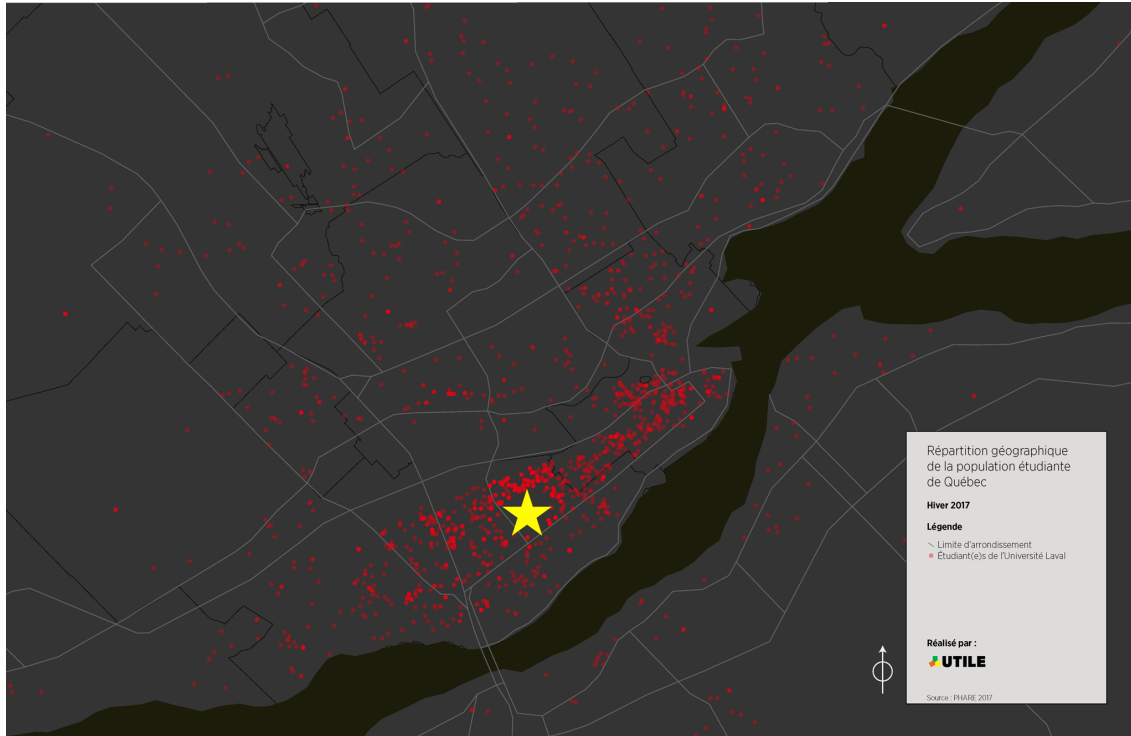 Répartition géographique
de la population étudiante
de Québec
Hiver 2017
Légende
Limite d'arrondissement
Étudiant(e)s de l'Université Laval
Réalisé par :
UTILE
Source : PHARE 2017